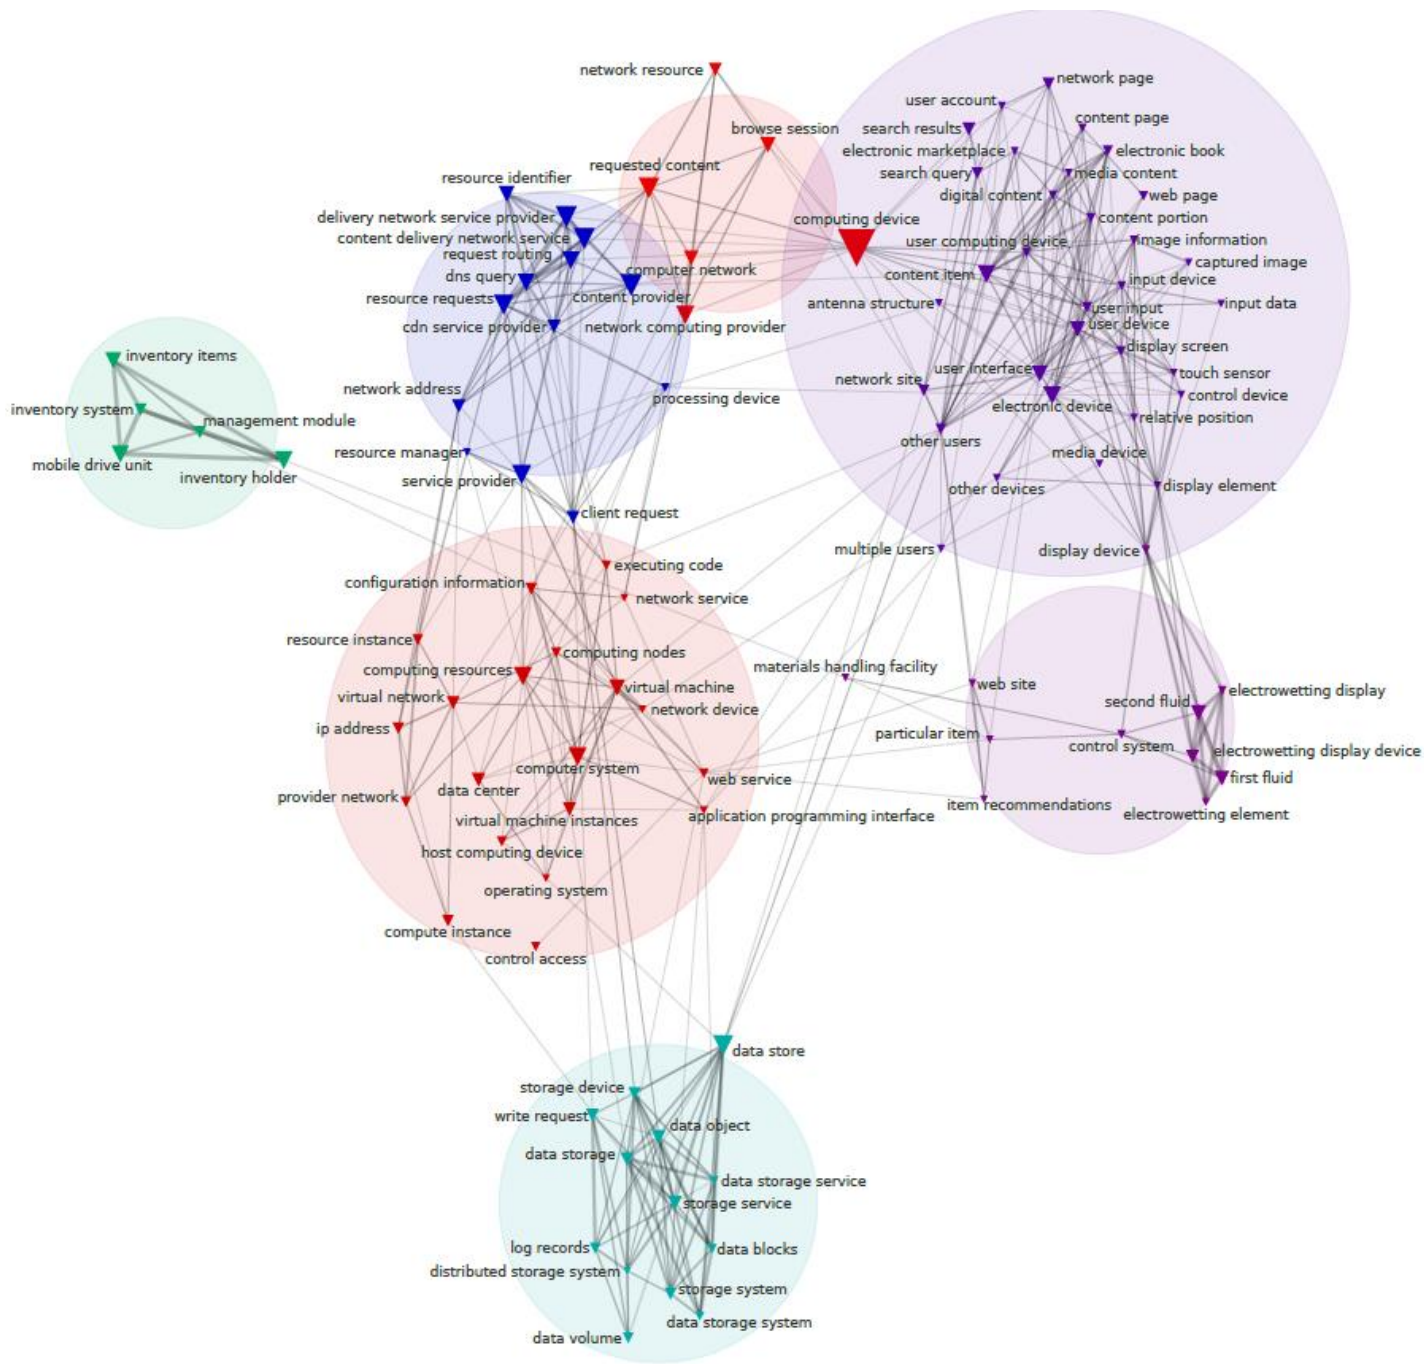 network resource
network page
user account
content page
search results
browse session
electronic marketplace
electronic book
requested content
search query
media content
resource identifier
digital content
web page
delivery network service provider
computing device
content portion
content delivery network service
user computing device
image information
request routing
computer network
captured image
dns query
content item
input device
resource requests
content provider
antenna structure
user input
input data
cdn service provider
network computing provider
user device
display screen
inventory items
user interface
touch sensor
network address
processing device
network site
control device
inventory system
electronic device
management module
relative position
other users
mobile drive unit
resource manager
media device
inventory holder
service provider
other devices
display element
client request
multiple users
display device
executing code
configuration information
network service
resource instance
computing nodes
computing resources
materials handling facility
virtual machine
web site
electrowetting display
virtual network
second fluid
network device
ip address
particular item
control system
electrowetting display device
computer system
web service
first fluid
data center
provider network
item recommendations
virtual machine instances
application programming interface
electrowetting element
host computing device
operating system
compute instance
control access
data store
storage device
write request
data object
data storage
data storage service
storage service
log records
data blocks
distributed storage system
storage system
data storage system
data volume